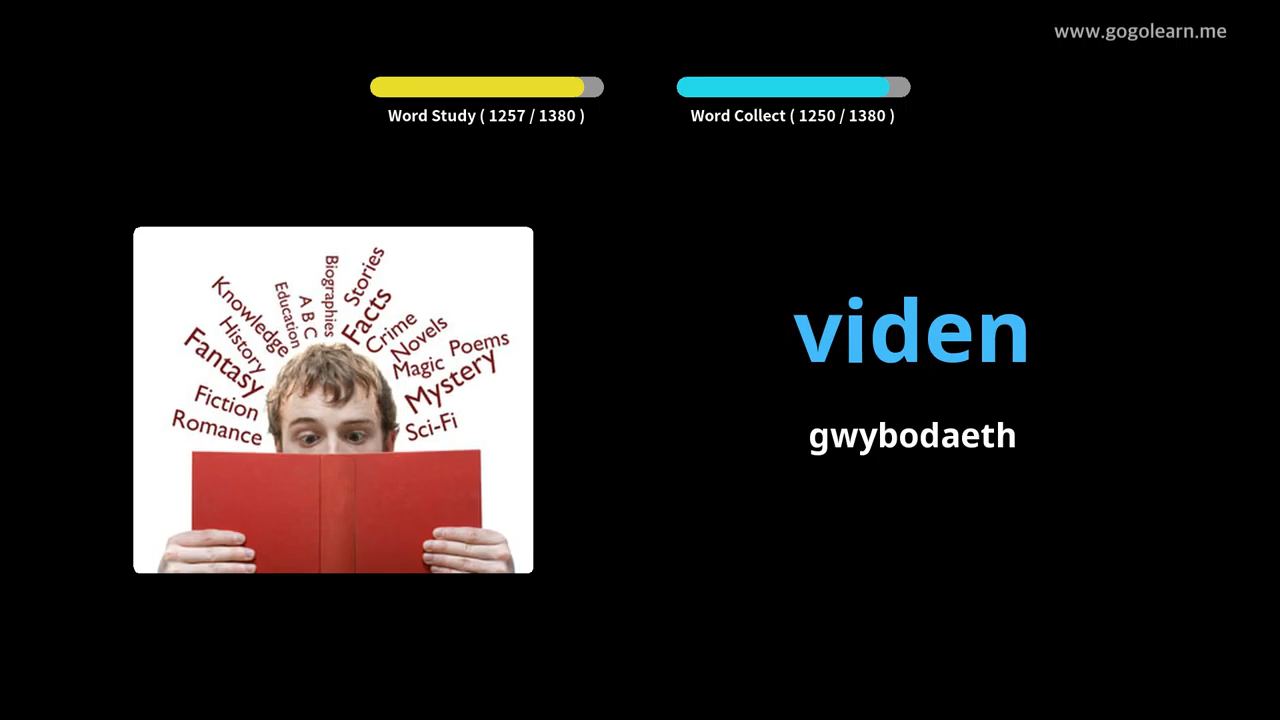 www.gogolearn.me
Word Study ( 1257 / 1380 )
Word Collect ( 1250 / 1380 )
Knowledge
Education
A B C
Biographies
Stories
Facts
Crime
Novels
Poems
History
Fantasy
Magic
Mystery
Fiction
Romance
Sci-Fi
viden
gwybodaeth